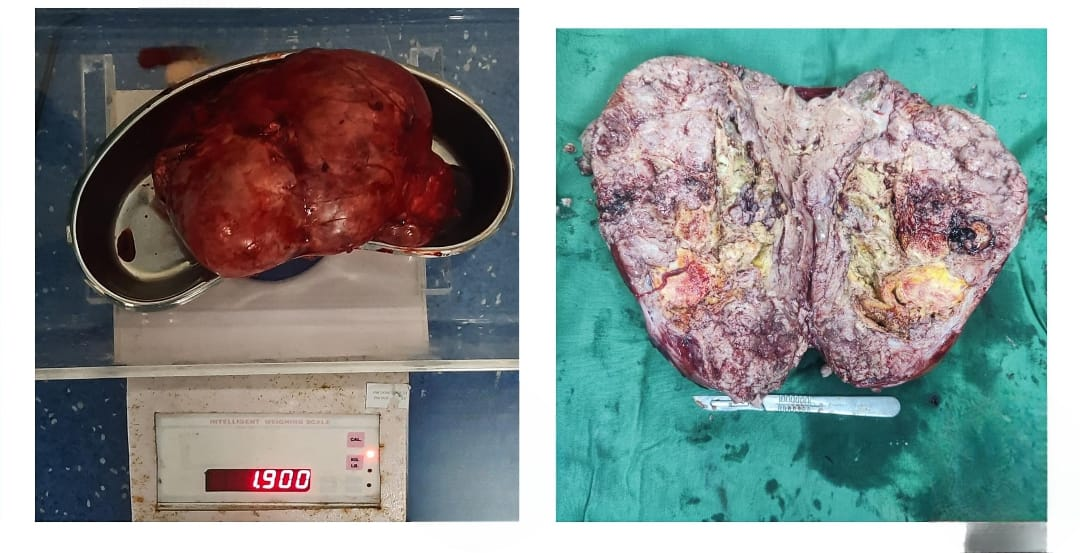 INTELLIGENT WEIGHING SCALE
CAL.
KG.
LB.
1.900